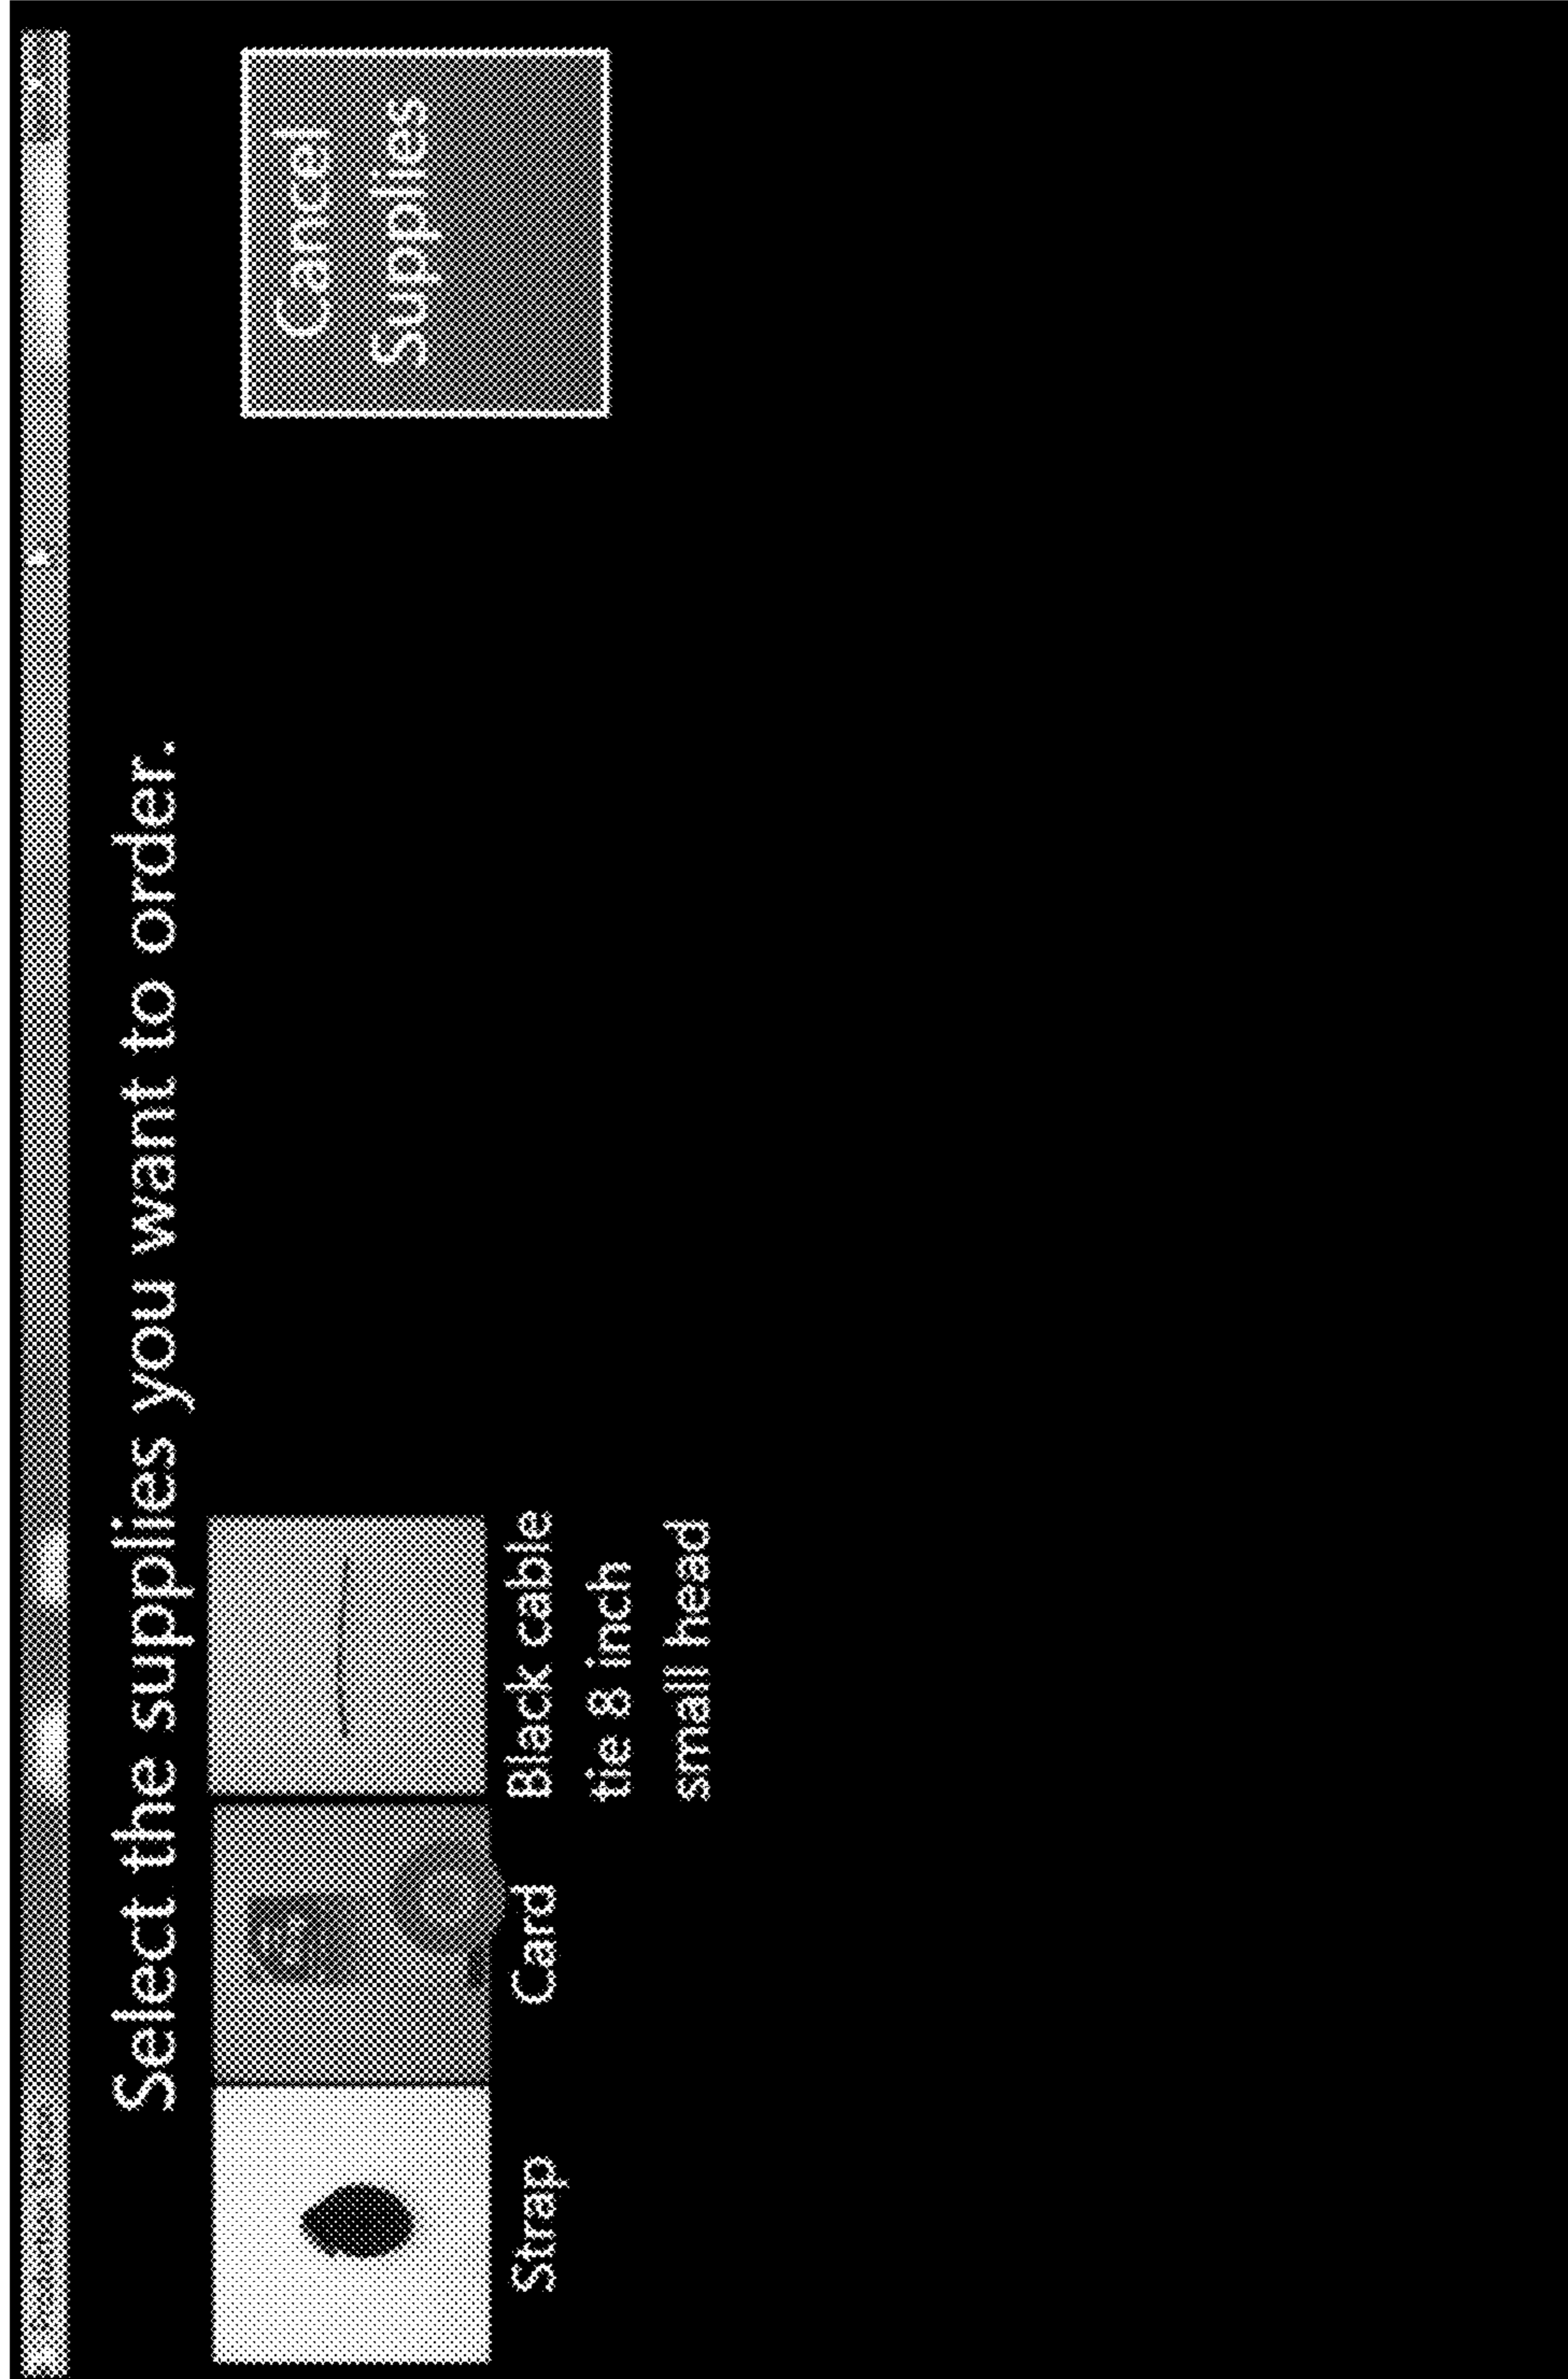 Select the supplies you want to order.
Strap
Card
Black cable
tie 8 inch
small head
Cancel
Supplies